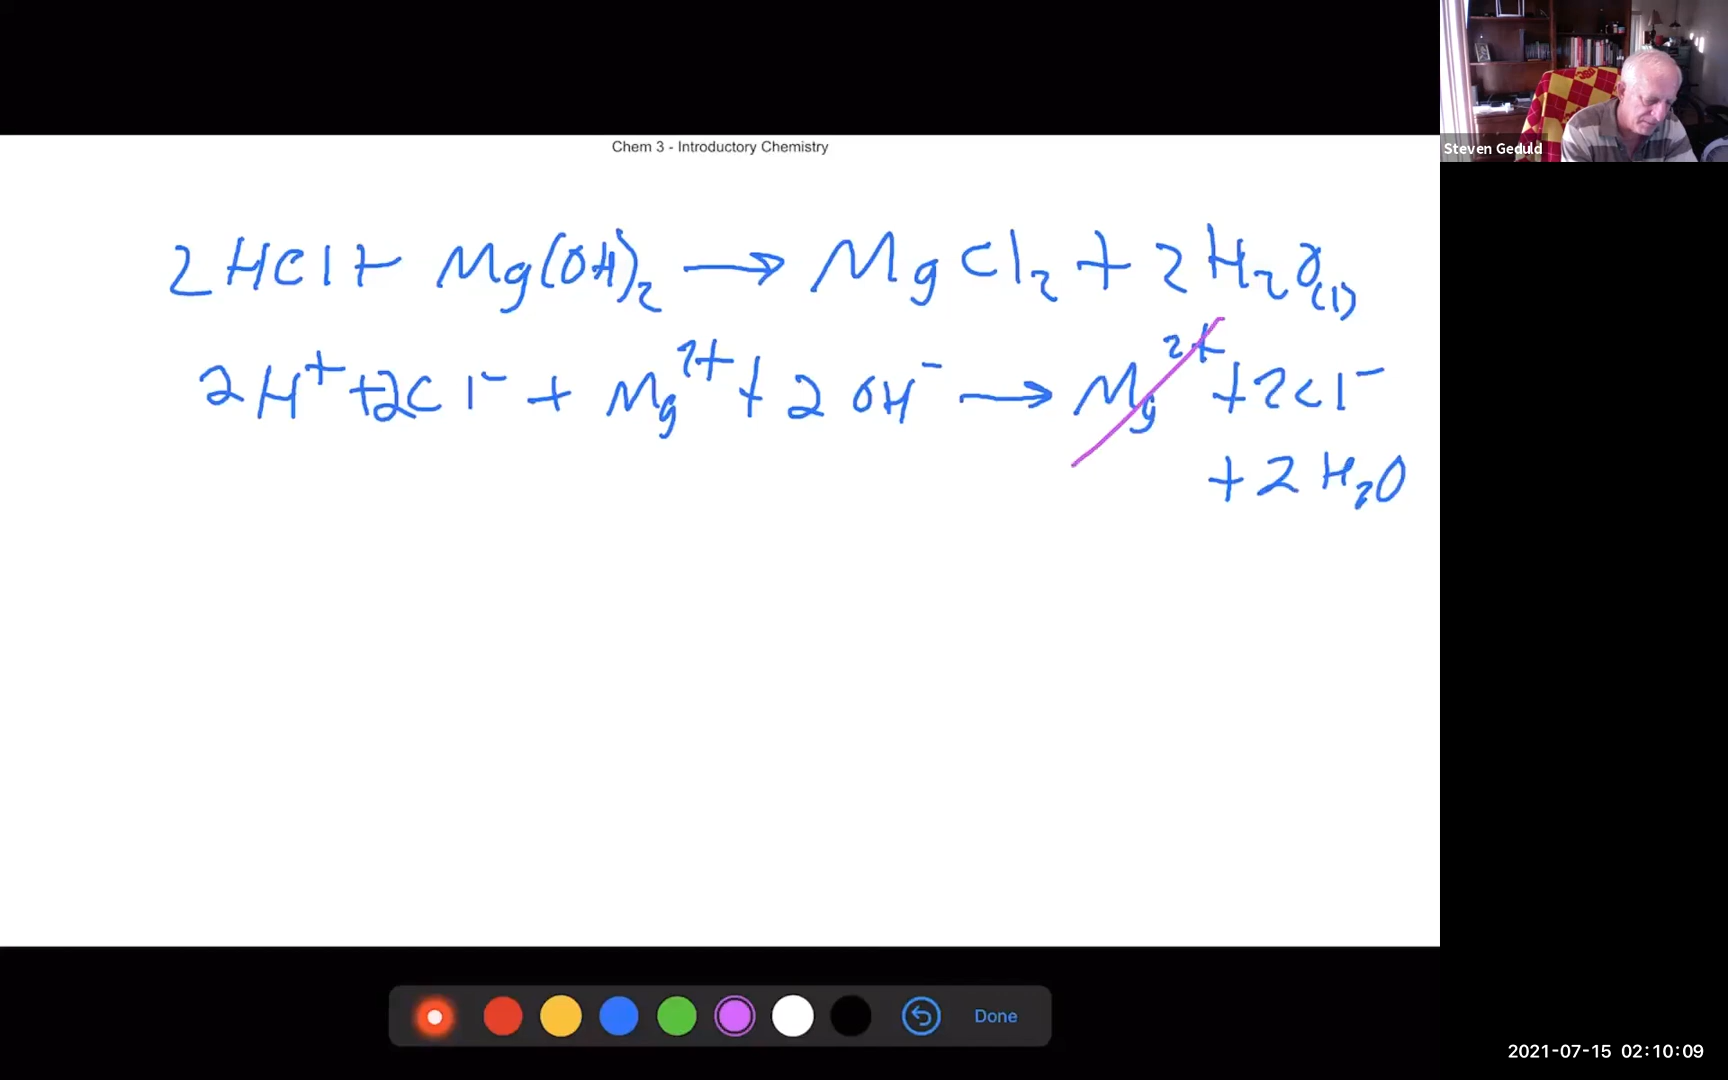 Chem 3 - Introductory Chemistry
Steven Geduld
2HCl + Mg(OH)₂ → MgCl₂ + 2H₂O(l)
2H⁺ + 2Cl⁻ + Mg²⁺ + 2OH⁻ → Mg²⁺ + 2Cl⁻
+ 2H₂O
Done
2021-07-15 02:10:09